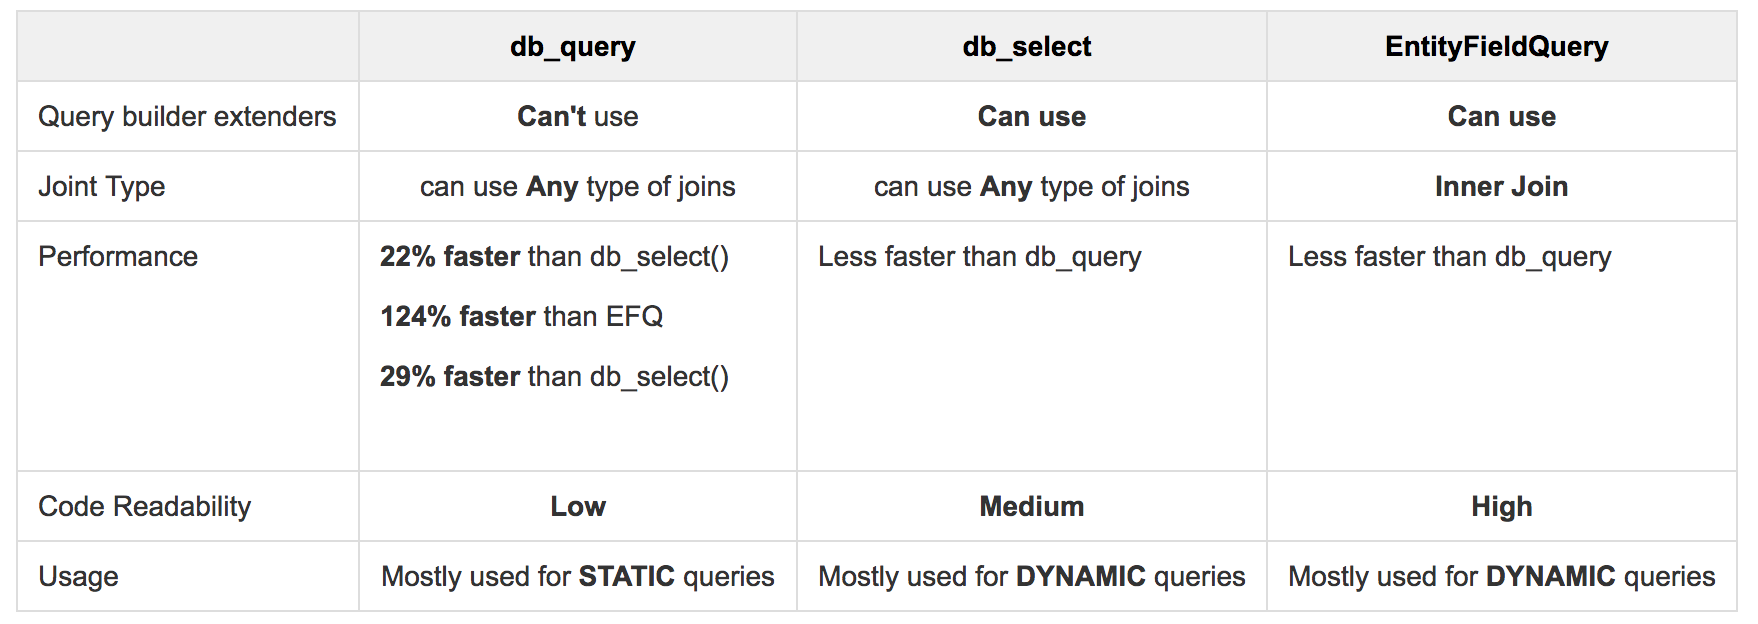 db_query db_select EntityFieldQuery
Query builder extenders Can't use Can use Can use
Joint Type can use Any type of joins can use Any type of joins Inner Join
Performance 22% faster than db_select() Less faster than db_query Less faster than db_query
124% faster than EFQ
29% faster than db_select()
Code Readability Low Medium High
Usage Mostly used for STATIC queries Mostly used for DYNAMIC queries Mostly used for DYNAMIC queries